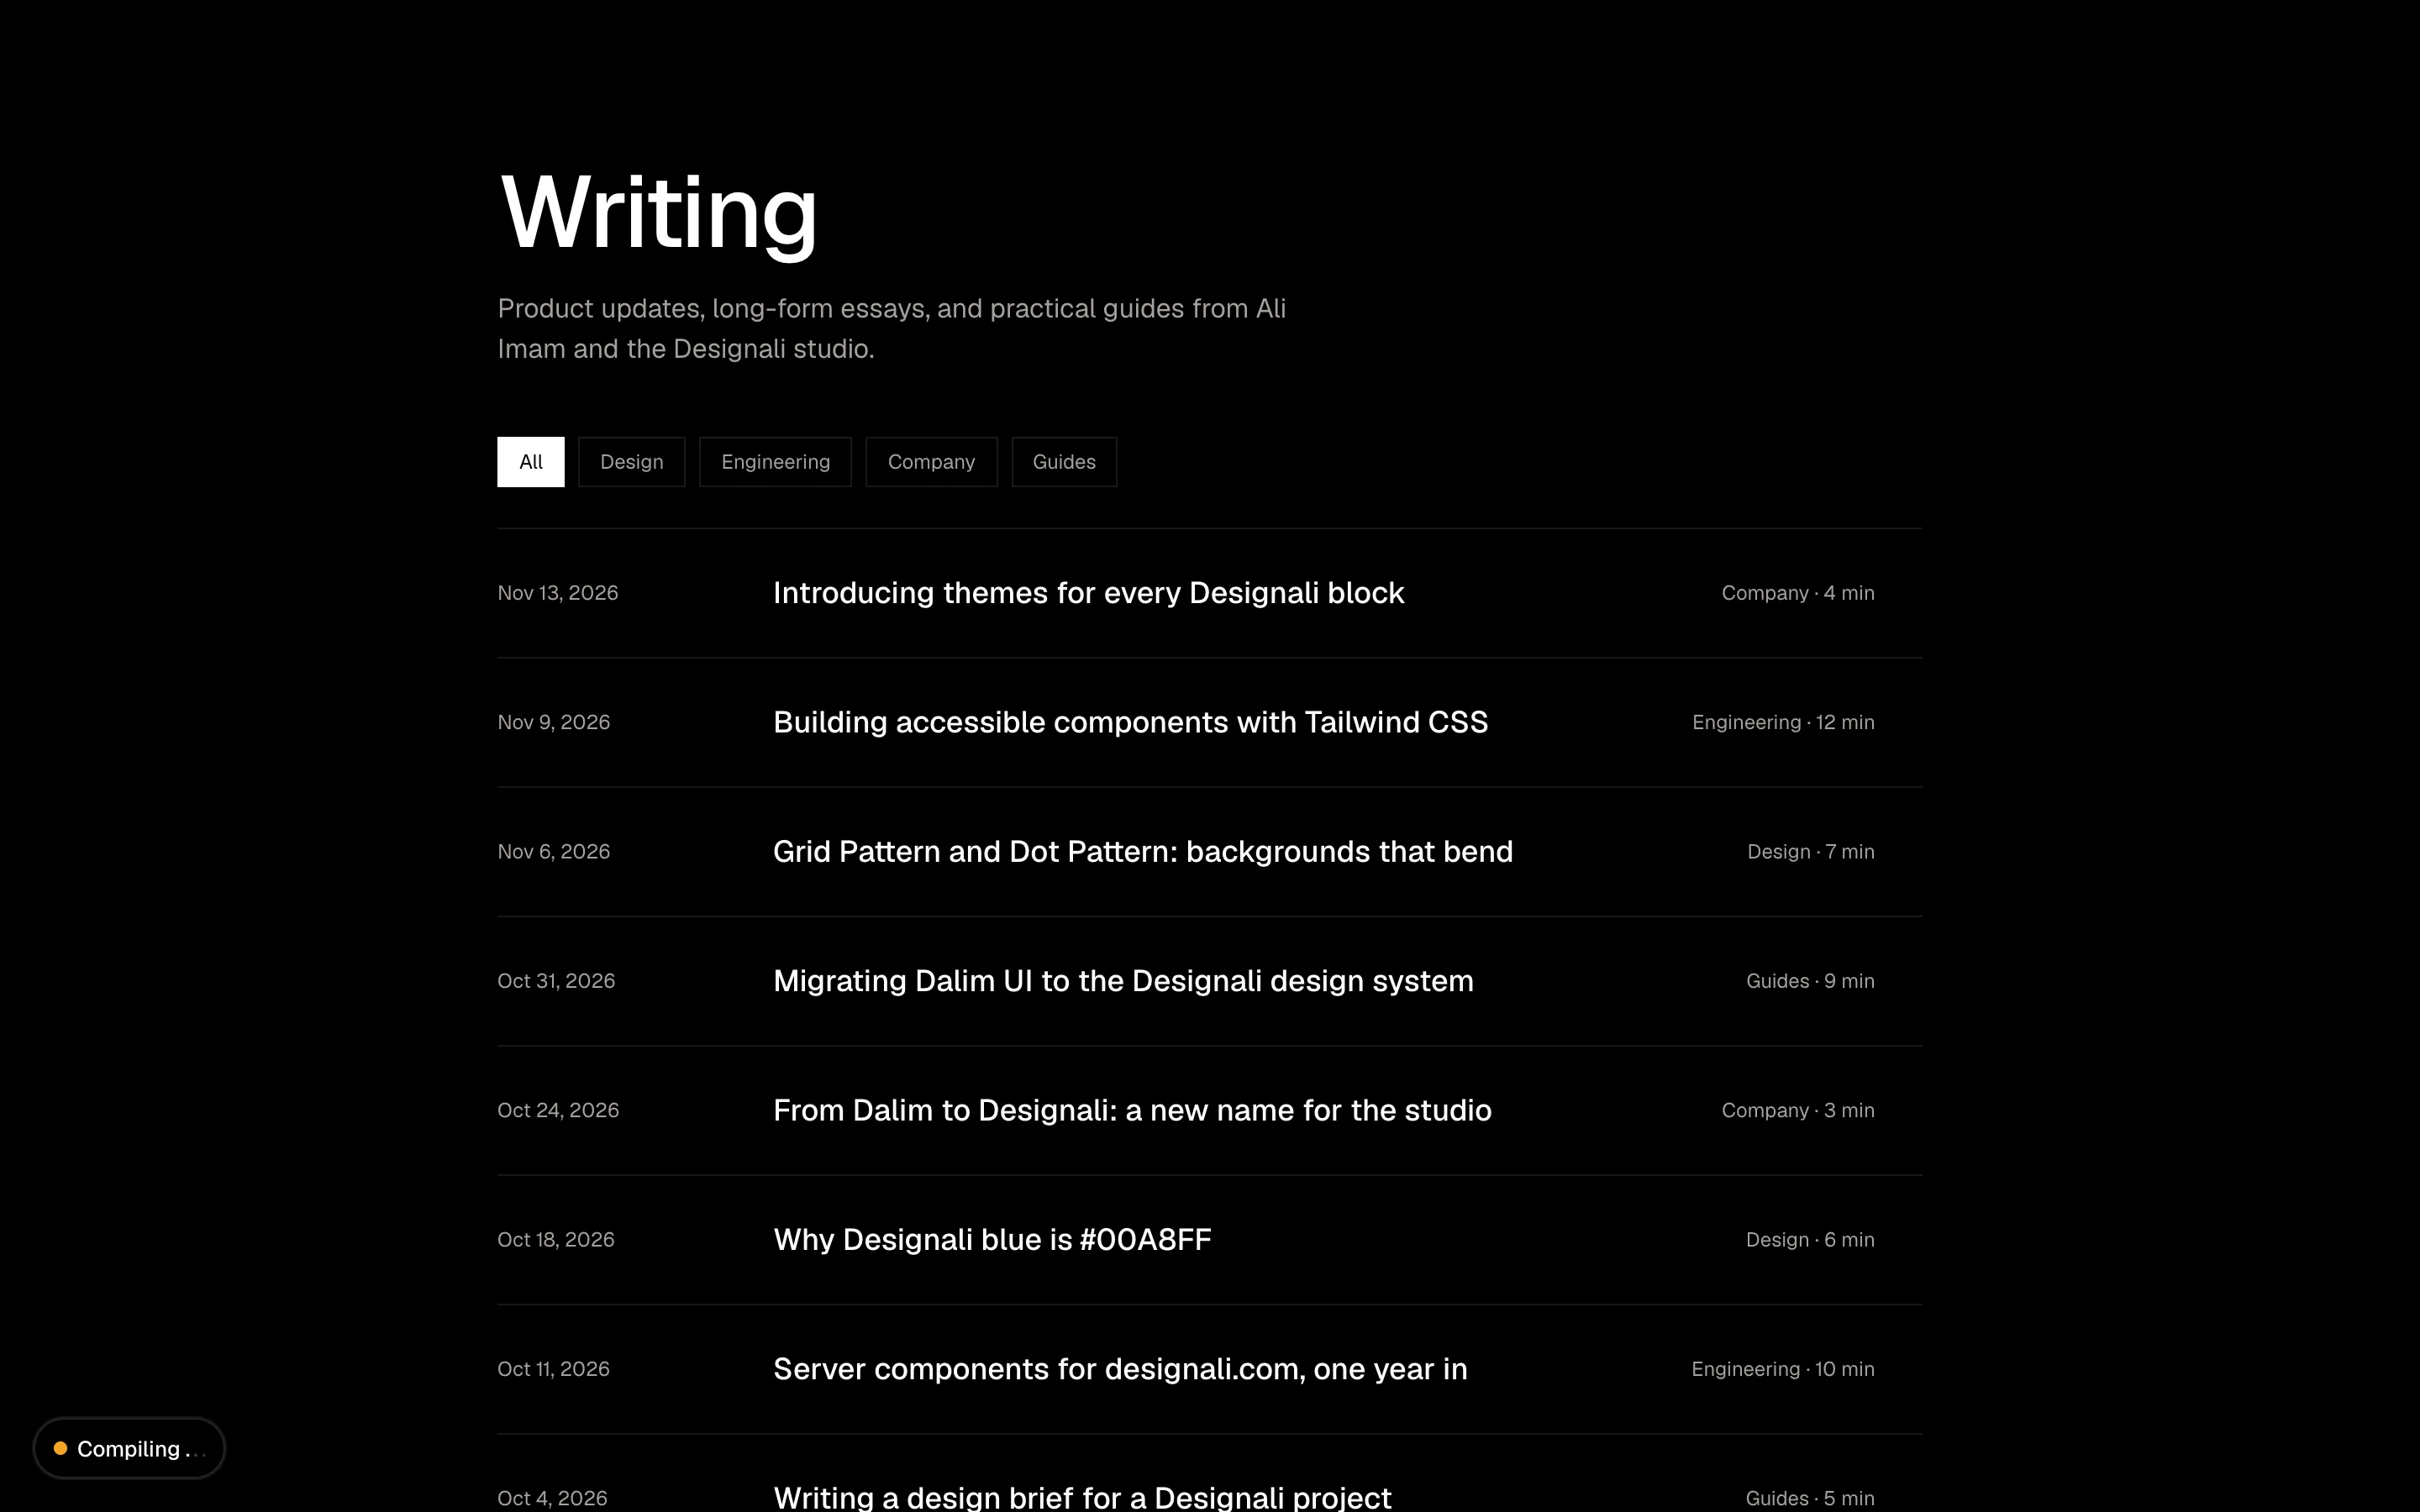 Writing
Product updates, long-form essays, and practical guides from Ali
Imam and the Designali studio.
All Design Engineering Company Guides
Nov 13, 2026 Introducing themes for every Designali block Company · 4 min
Nov 9, 2026 Building accessible components with Tailwind CSS Engineering · 12 min
Nov 6, 2026 Grid Pattern and Dot Pattern: backgrounds that bend Design · 7 min
Oct 31, 2026 Migrating Dalim UI to the Designali design system Guides · 9 min
Oct 24, 2026 From Dalim to Designali: a new name for the studio Company · 3 min
Oct 18, 2026 Why Designali blue is #00A8FF Design · 6 min
Oct 11, 2026 Server components for designali.com, one year in Engineering · 10 min
Compiling ...
Oct 4, 2026 Writing a design brief for a Designali project Guides · 5 min